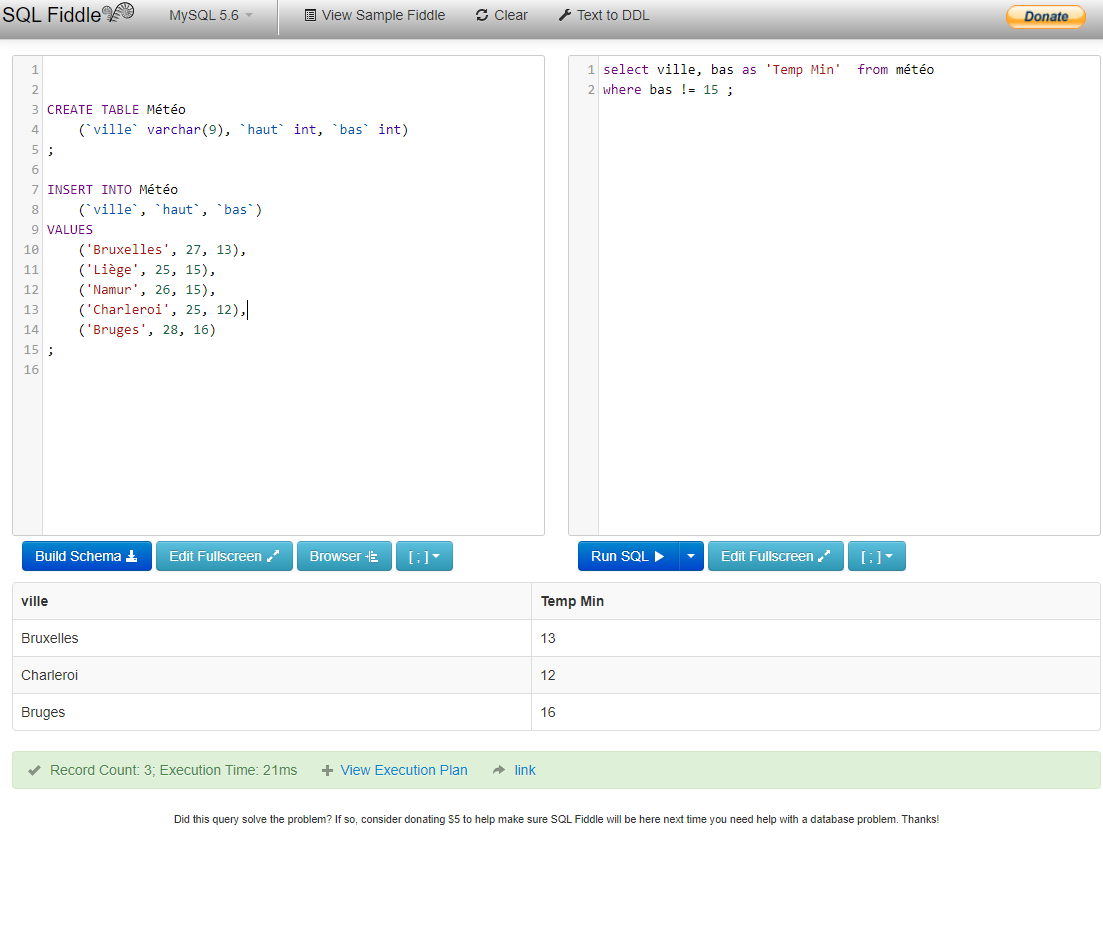 SQL Fiddle MySQL 5.6 View Sample Fiddle Clear Text to DDL Donate
1
2
3 CREATE TABLE Météo
4 (`ville` varchar(9), `haut` int, `bas` int)
5 ;
6
7 INSERT INTO Météo
8 (`ville`, `haut`, `bas`)
9 VALUES
10 ('Bruxelles', 27, 13),
11 ('Liège', 25, 15),
12 ('Namur', 26, 15),
13 ('Charleroi', 25, 12),
14 ('Bruges', 28, 16)
15 ;
16
1 select ville, bas as 'Temp Min'  from météo
2 where bas != 15 ;
Build Schema Edit Fullscreen Browser [ ; ]
Run SQL Edit Fullscreen [ ; ]
ville Temp Min
Bruxelles 13
Charleroi 12
Bruges 16
Record Count: 3; Execution Time: 21ms View Execution Plan link
Did this query solve the problem? If so, consider donating $5 to help make sure SQL Fiddle will be here next time you need help with a database problem. Thanks!